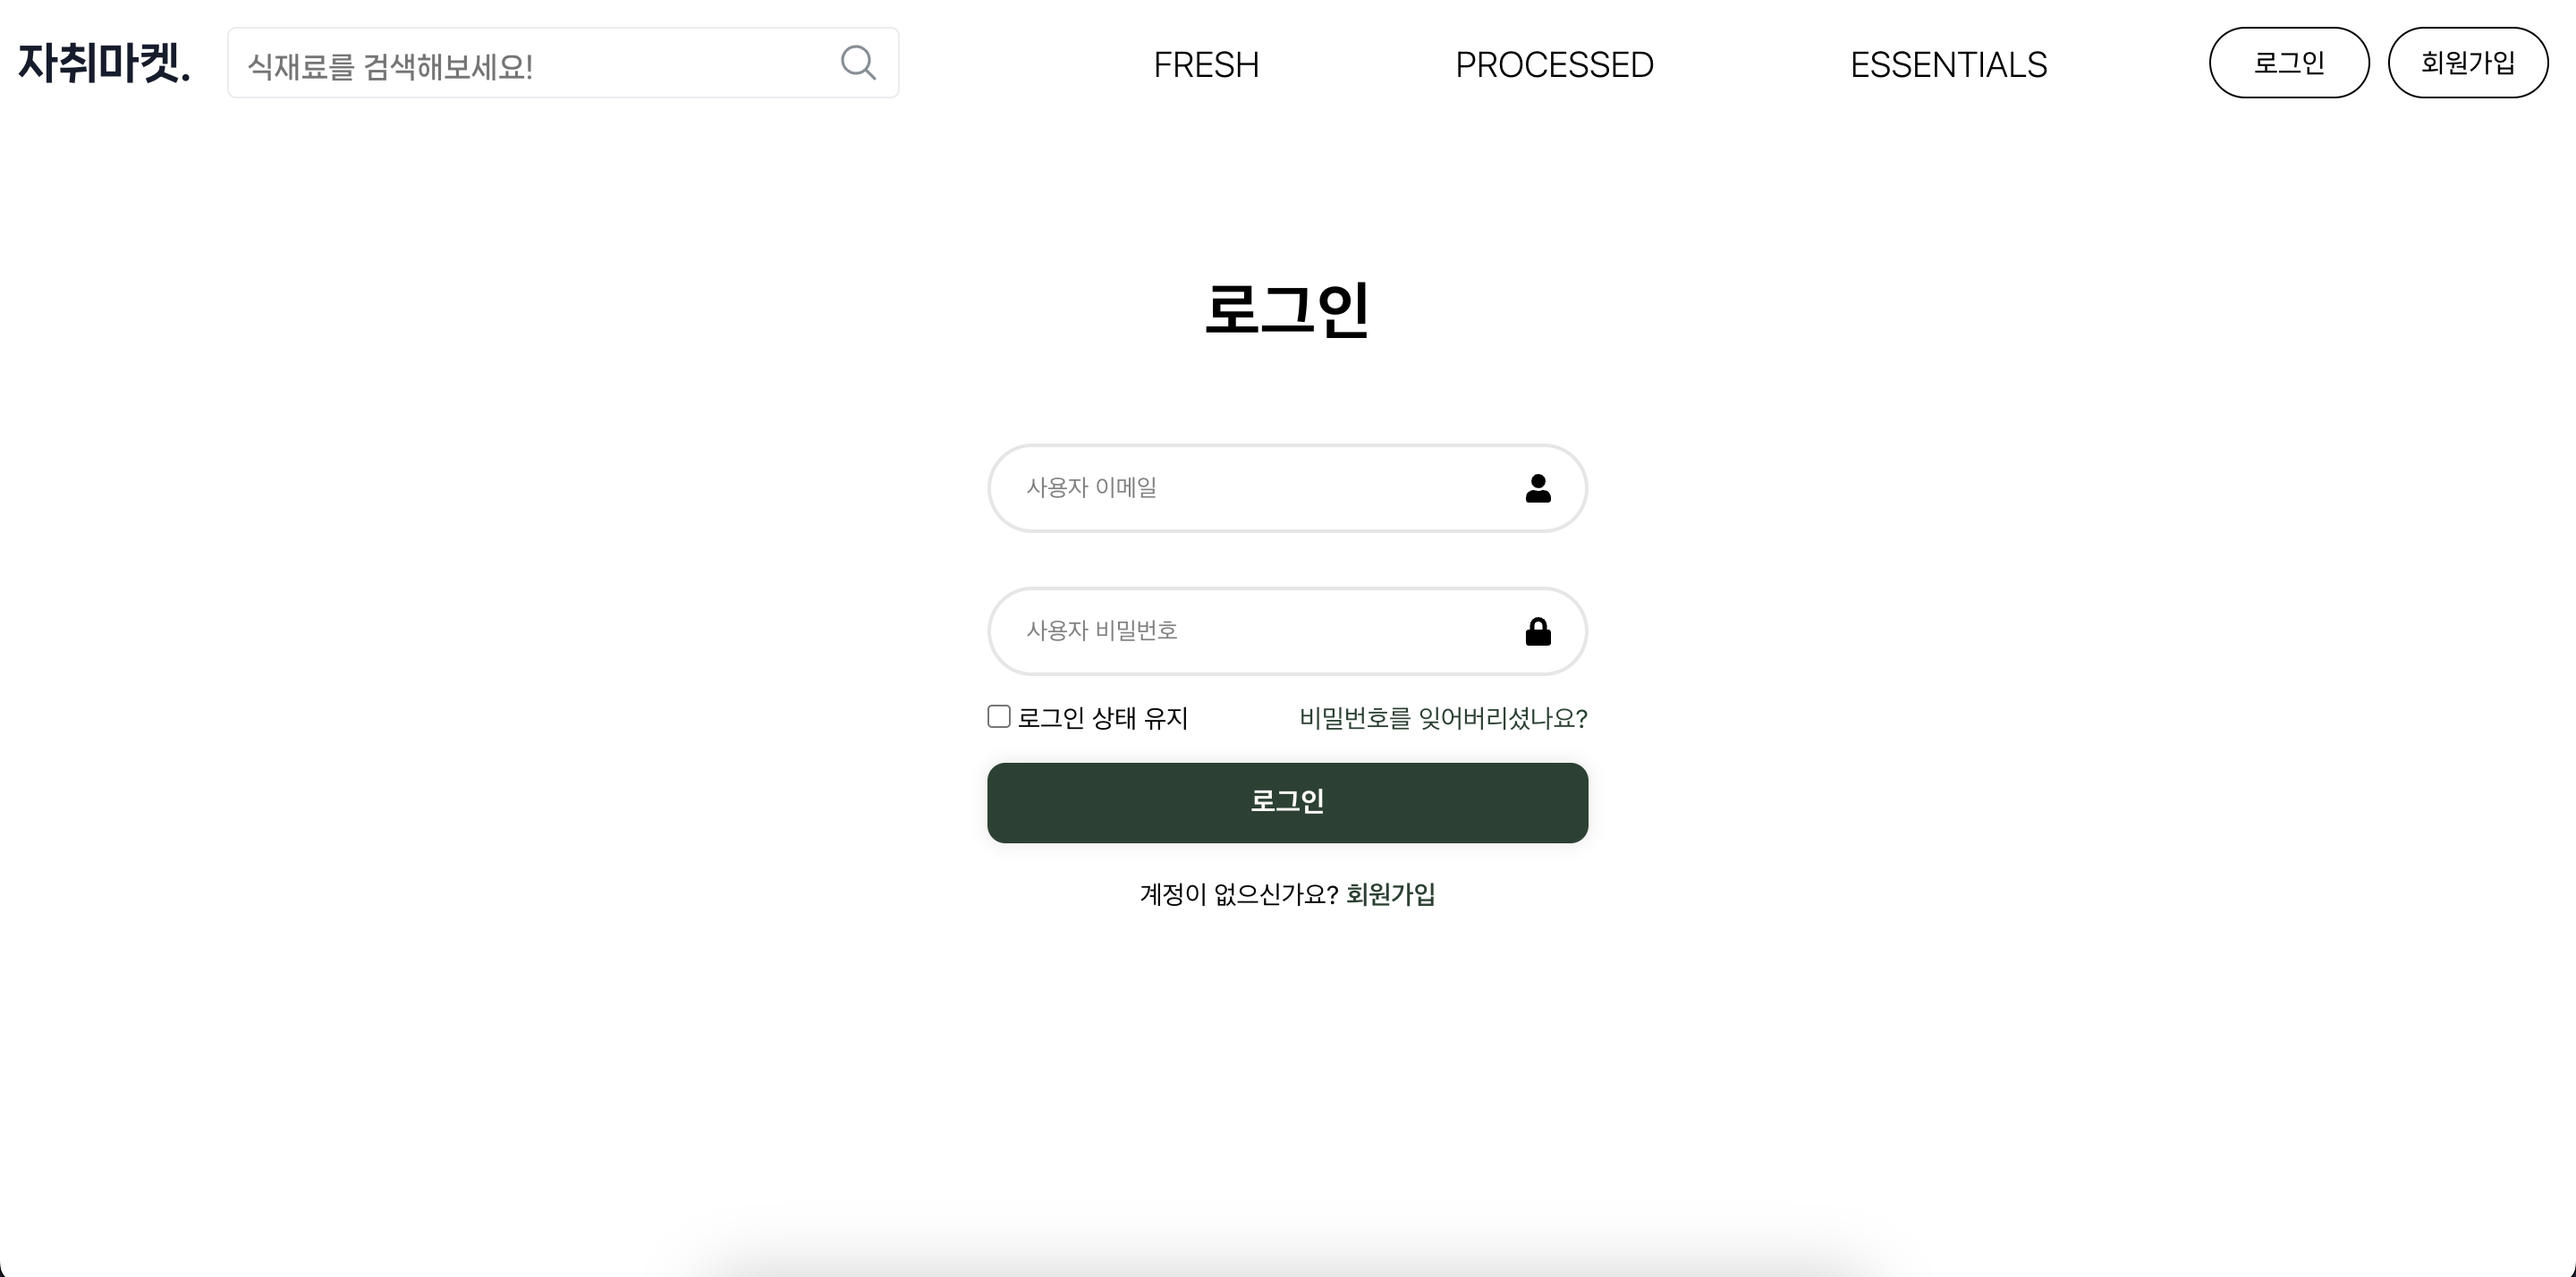 자취마켓.
식재료를 검색해보세요!
FRESH
PROCESSED
ESSENTIALS
로그인
회원가입
로그인
사용자 이메일
사용자 비밀번호
로그인 상태 유지
비밀번호를 잊어버리셨나요?
로그인
계정이 없으신가요? 회원가입